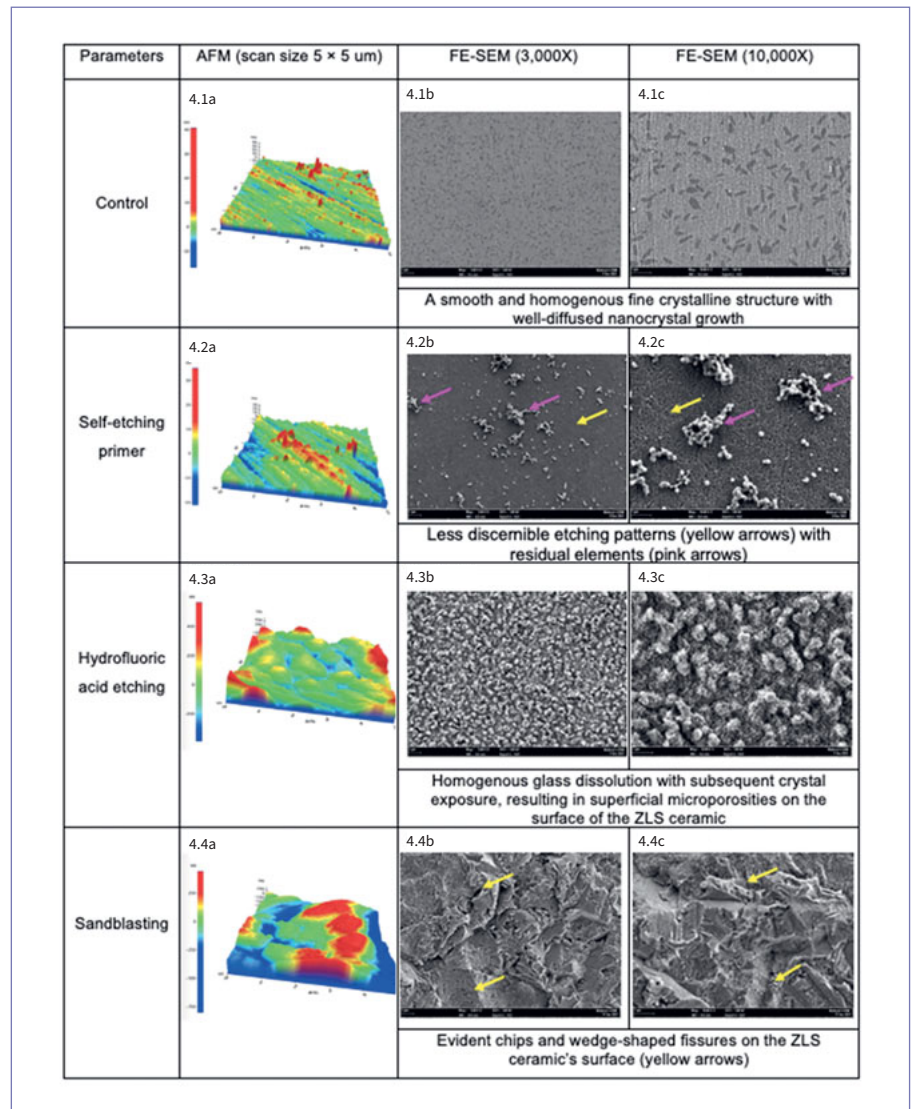 Parameters
AFM (scan size 5 × 5 um)
FE-SEM (3,000X)
FE-SEM (10,000X)
Control
4.1a
4.1b
4.1c
A smooth and homogenous fine crystalline structure with
well-diffused nanocrystal growth
Self-etching
primer
4.2a
4.2b
4.2c
Less discernible etching patterns (yellow arrows) with
residual elements (pink arrows)
Hydrofluoric
acid etching
4.3a
4.3b
4.3c
Homogenous glass dissolution with subsequent crystal
exposure, resulting in superficial microporosities on the
surface of the ZLS ceramic
Sandblasting
4.4a
4.4b
4.4c
Evident chips and wedge-shaped fissures on the ZLS
ceramic's surface (yellow arrows)